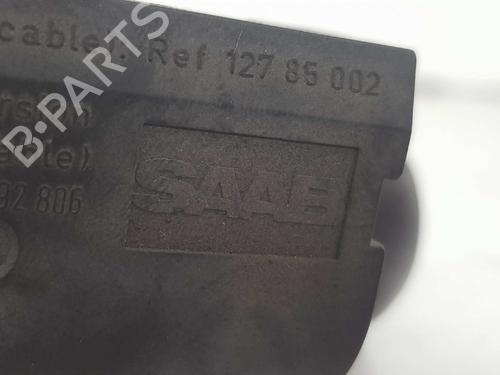 cable). Ref 127 85 002
SAAB
92 806
B-PARTS